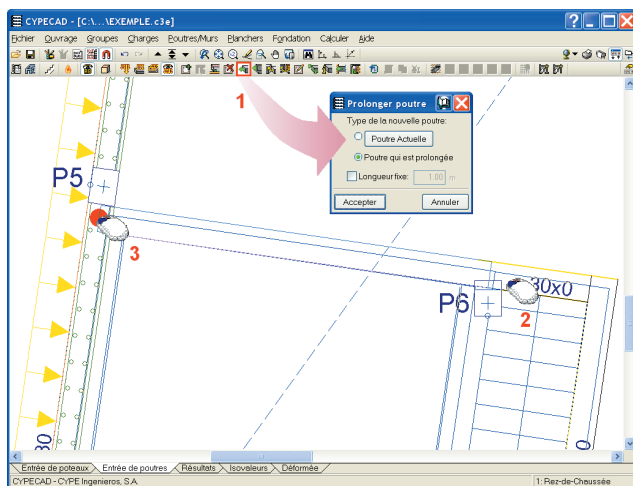 CYPECAD - [C:\...\EXEMPLE.c3e]
Fichier Ouvrage Groupes Charges Poutres/Murs Planchers Fondation Calculer Aide
1
Prolonger poutre
Type de la nouvelle poutre:
Poutre Actuelle
Poutre qui est prolongée
Longueur fixe: 1.00 m
Accepter Annuler
P5
3
30x0
P6
2
30
0
Entrée de poteaux Entrée de poutres Résultats Isovaleurs Déformée
CYPECAD - CYPE Ingenieros, S.A. 1: Rez-de-Chaussée